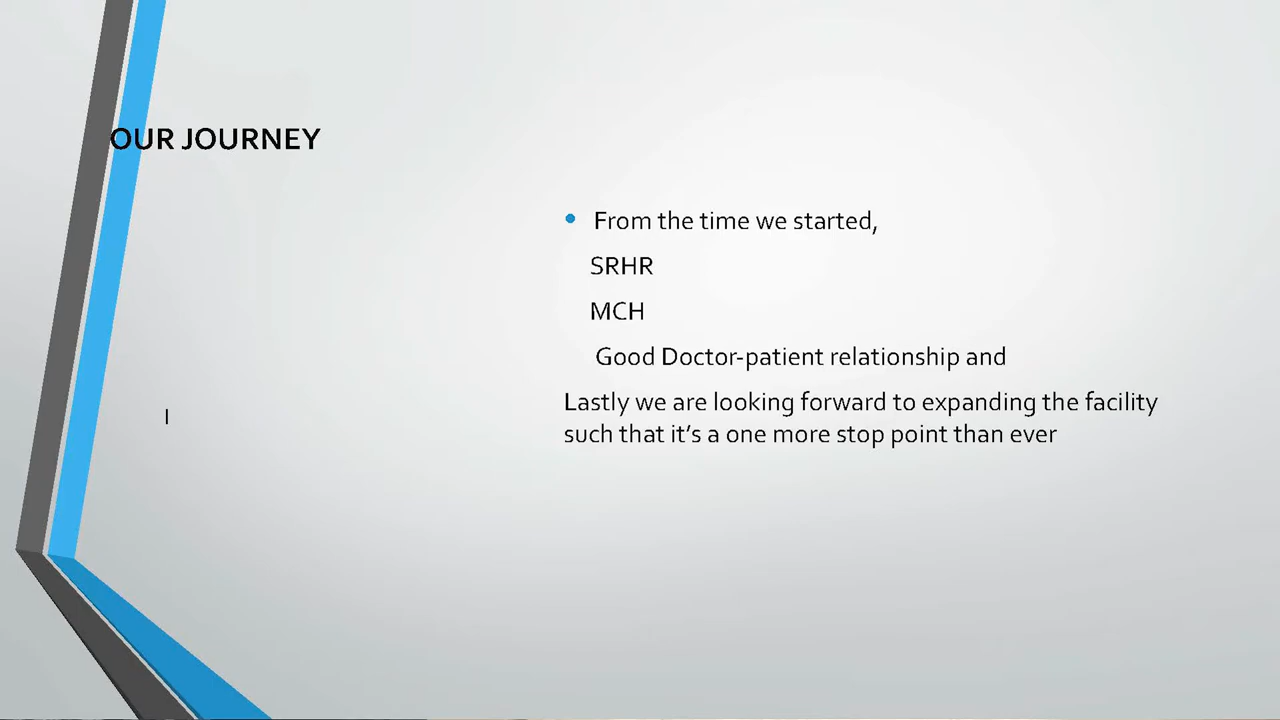 OUR JOURNEY
• From the time we started,
SRHR
MCH
Good Doctor-patient relationship and
Lastly we are looking forward to expanding the facility
such that it’s a one more stop point than ever